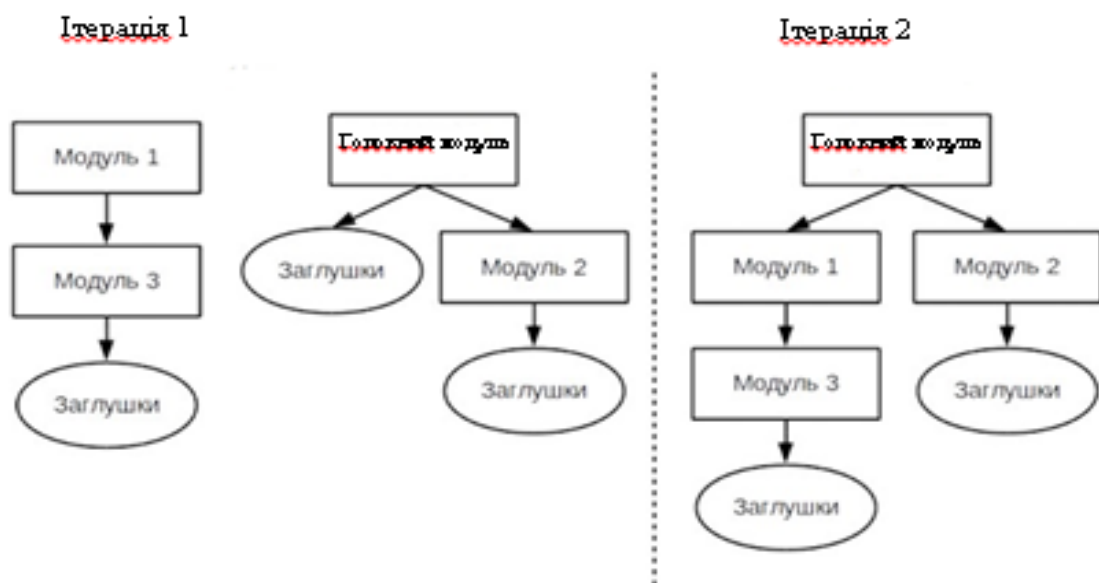 Ітерація 1
Ітерація 2
Модуль 1
Модуль 3
Заглушки
Головний модуль
Заглушки
Модуль 2
Заглушки
Головний модуль
Модуль 1
Модуль 2
Модуль 3
Заглушки
Заглушки